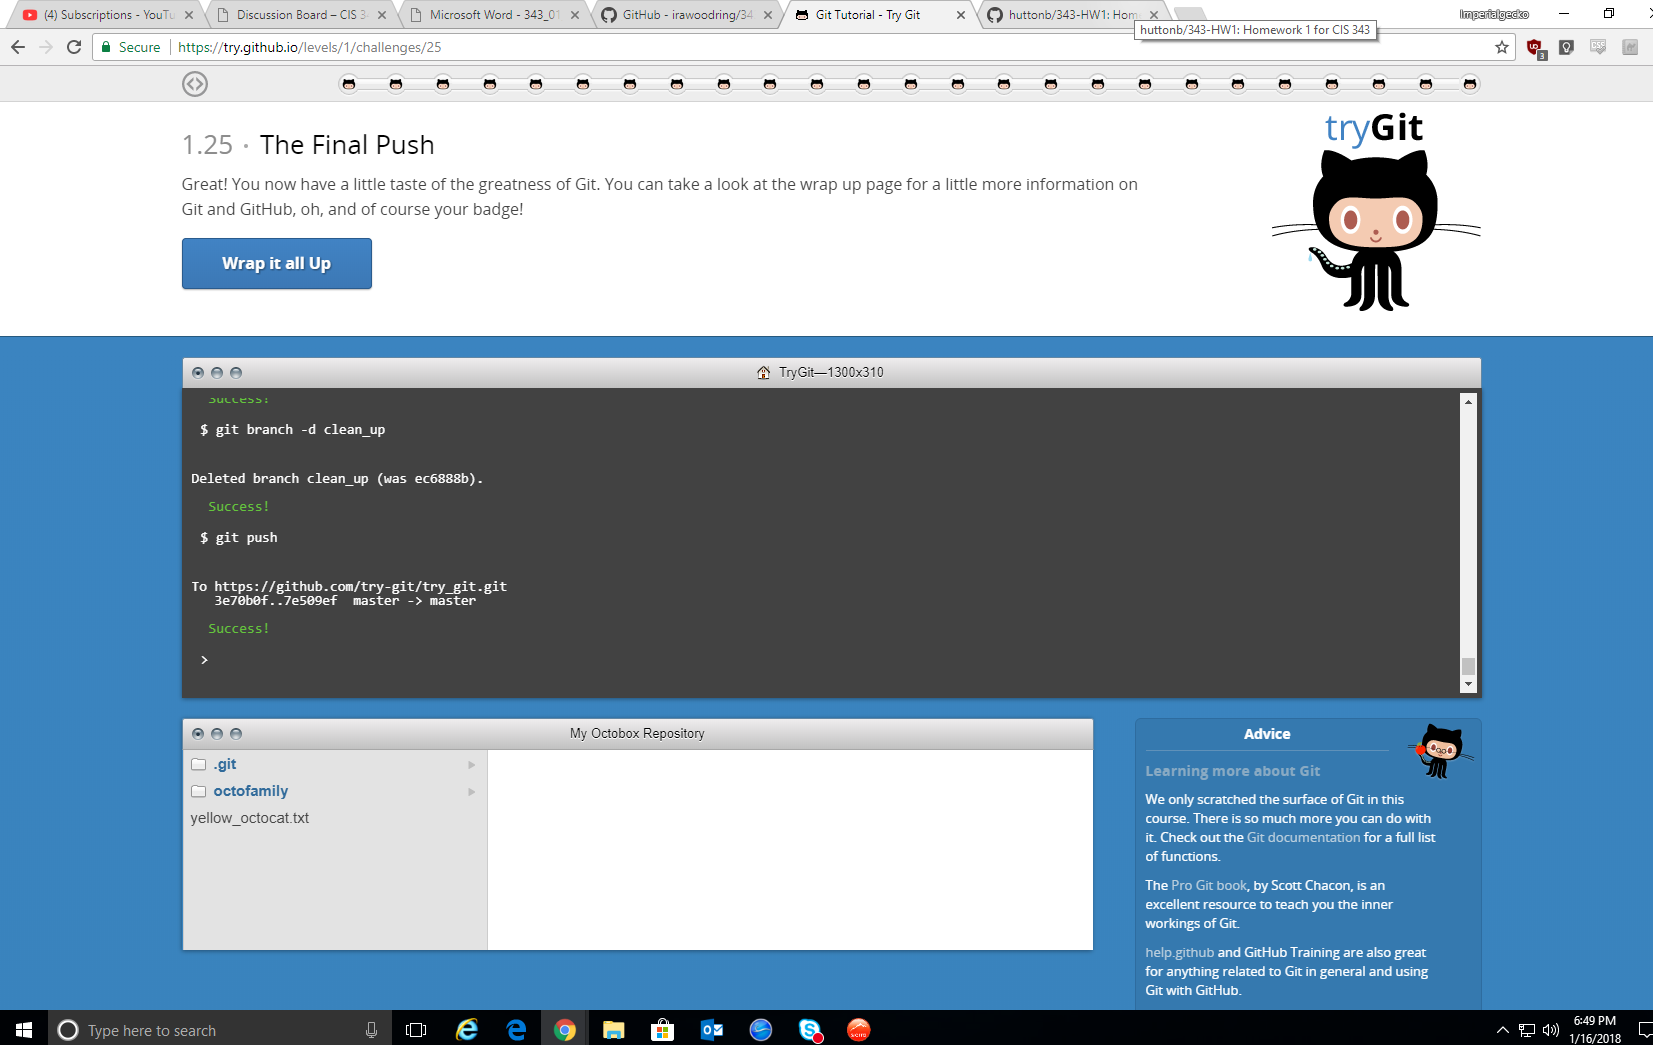 (4) Subscriptions - YouTu
Discussion Board – CIS 3
Microsoft Word - 343_01
GitHub - irawoodring/34
Git Tutorial - Try Git
huttonb/343-HW1: Hom
Imperialgecko
huttonb/343-HW1: Homework 1 for CIS 343
Secure
https://try.github.io/levels/1/challenges/25
3
1.25 · The Final Push
tryGit
Great! You now have a little taste of the greatness of Git. You can take a look at the wrap up page for a little more information on
Git and GitHub, oh, and of course your badge!
Wrap it all Up
TryGit—1300x310
Success!
$ git branch -d clean_up
Deleted branch clean_up (was ec6888b).
Success!
$ git push
To https://github.com/try-git/try_git.git
3e70b0f..7e509ef master -> master
Success!
>
My Octobox Repository
.git
octofamily
yellow_octocat.txt
Advice
Learning more about Git
We only scratched the surface of Git in this
course. There is so much more you can do with
it. Check out the Git documentation for a full list
of functions.
The Pro Git book, by Scott Chacon, is an
excellent resource to teach you the inner
workings of Git.
help.github and GitHub Training are also great
for anything related to Git in general and using
Git with GitHub.
Type here to search
6:49 PM
1/16/2018